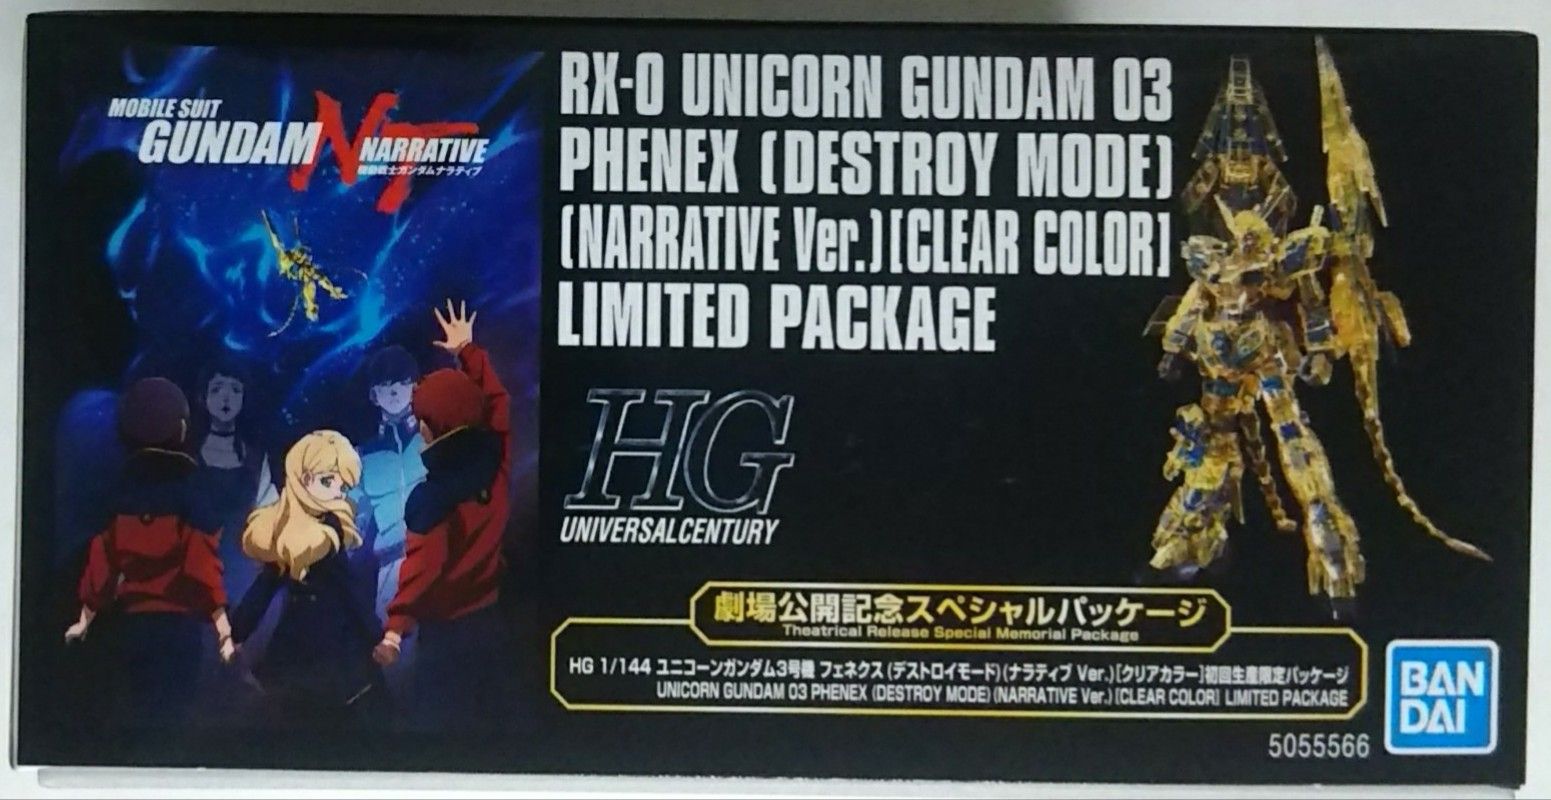 MOBILE SUIT
GUNDAM NT NARRATIVE
機動戦士ガンダムナラティブ
RX-0 UNICORN GUNDAM 03
PHENEX (DESTROY MODE)
(NARRATIVE Ver.)[CLEAR COLOR]
LIMITED PACKAGE
HG
UNIVERSALCENTURY
劇場公開記念スペシャルパッケージ
Theatrical Release Special Memorial Package
HG 1/144 ユニコーンガンダム3号機 フェネクス (デストロイモード)(ナラティブ Ver.)[クリアカラー]初回生産限定パッケージ
UNICORN GUNDAM 03 PHENEX (DESTROY MODE) (NARRATIVE Ver.) [CLEAR COLOR] LIMITED PACKAGE
BAN
DAI
5055566